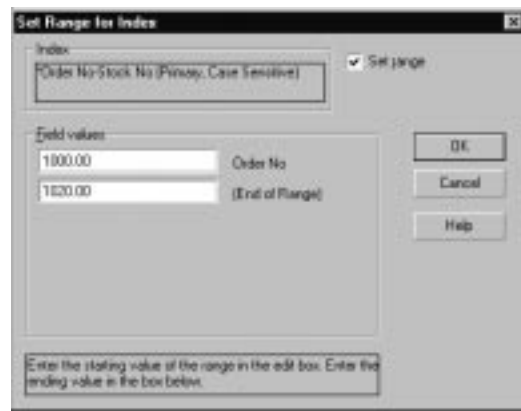 Set Range for Index
Index
*Order No-Stock No (Primary, Case Sensitive)
Set range
Field values
1000.00
Order No
1020.00
(End of Range)
OK
Cancel
Help
Enter the starting value of the range in the edit box. Enter the
ending value in the box below.